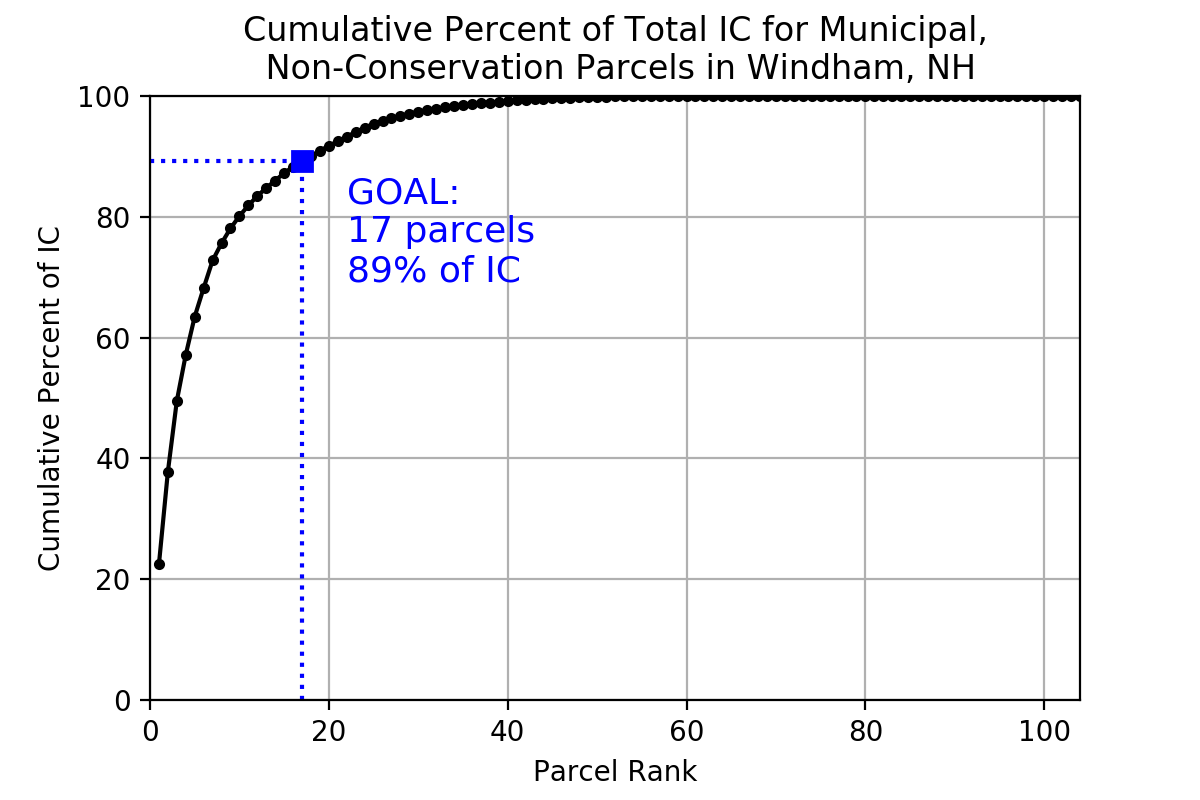 Cumulative Percent of Total IC for Municipal,
Non-Conservation Parcels in Windham, NH
100
80
60
40
20
0
Cumulative Percent of IC
GOAL:
17 parcels
89% of IC
0 20 40 60 80 100
Parcel Rank